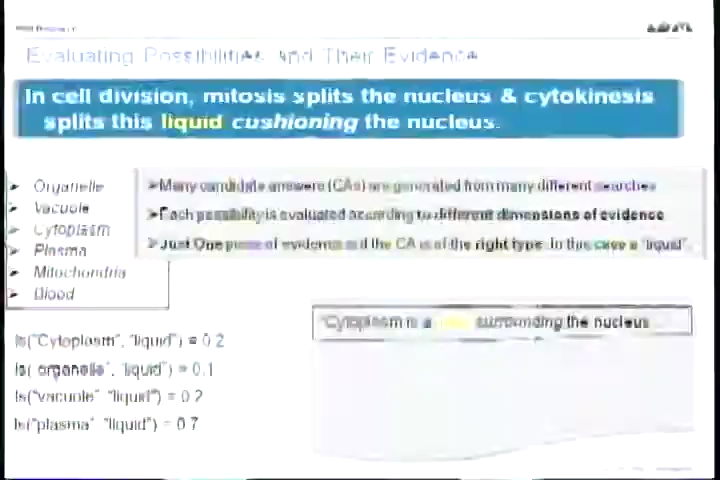 Evaluating Possibilities and Their Evidence
In cell division, mitosis splits the nucleus & cytokinesis
splits this liquid cushioning the nucleus.
Organelle
Vacuole
Cytoplasm
Plasma
Mitochondria
Blood
Many candidate answers (CAs) are generated from many different searches
Each possibility is evaluated according to different dimensions of evidence
Just One piece of evidence is if the CA is of the right type. In this case a "liquid".
Is("Cytoplasm", "liquid") = 0.2
Is("organelle", "liquid") = 0.1
Is("vacuole" "liquid") = 0.2
Is("plasma" "liquid") = 0.7
"Cytoplasm is a surrounding the nucleus